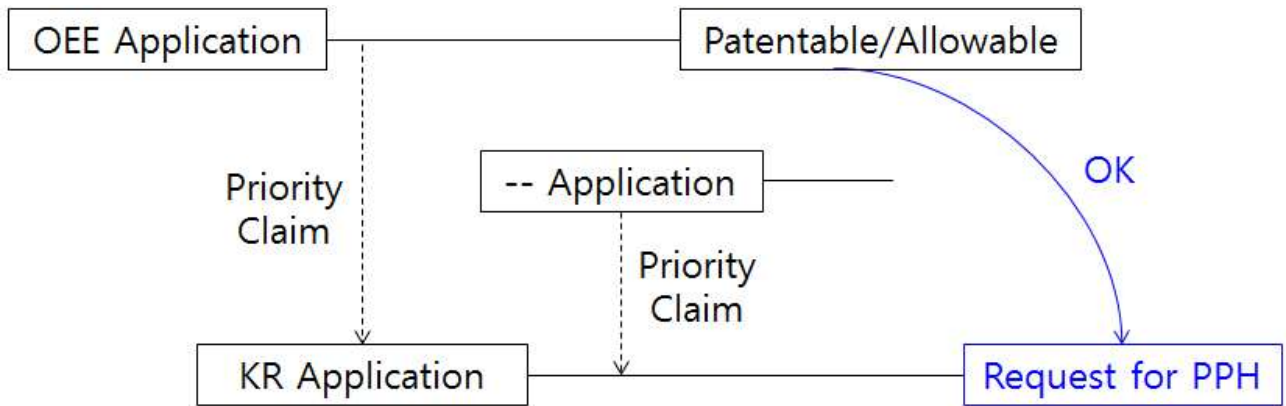 OEE Application
Patentable/Allowable
-- Application
OK
Priority
Claim
Priority
Claim
KR Application
Request for PPH